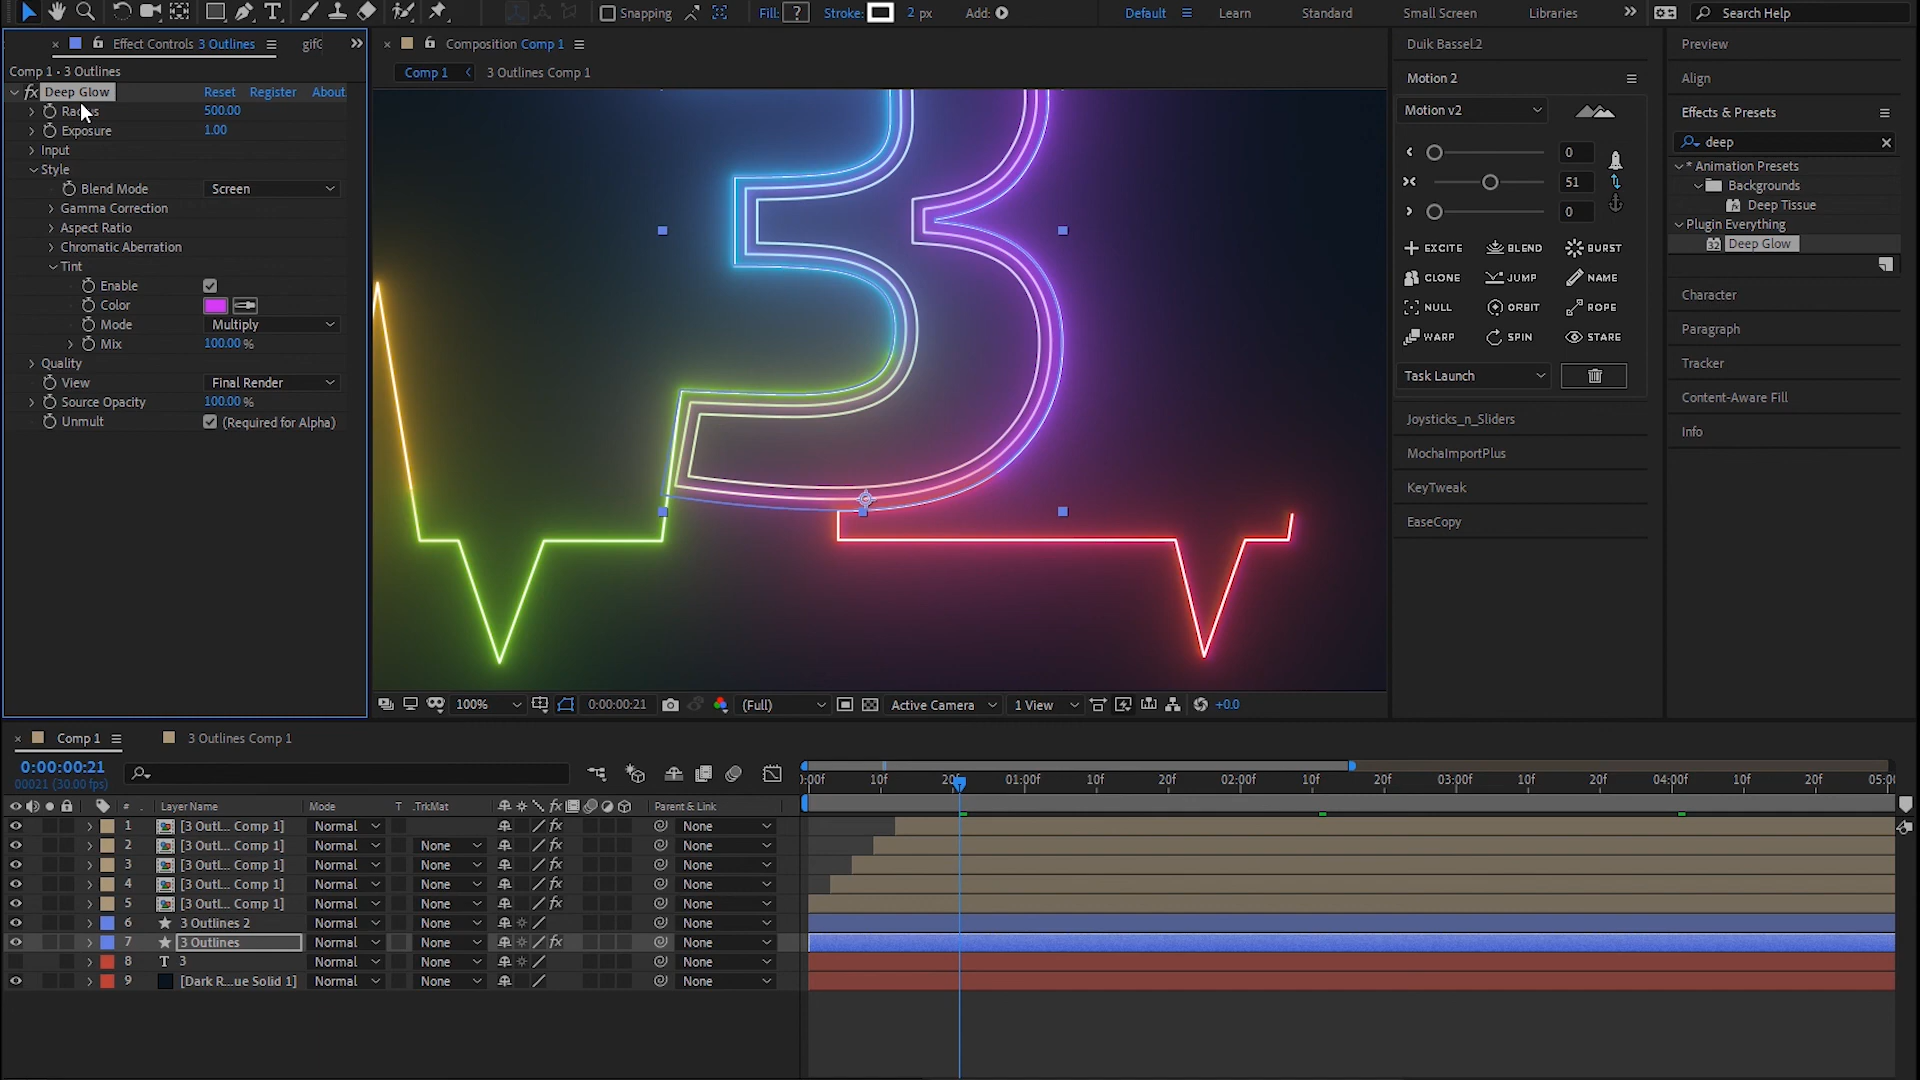 Snapping
Fill: ?
Stroke:
2 px
Add:
Default
Learn
Standard
Small Screen
Libraries
Search Help
Effect Controls 3 Outlines
Composition Comp 1
Comp 1 • 3 Outlines
Comp 1
3 Outlines Comp 1
fx Deep Glow
Reset
Register
About
500.00
Exposure
1.00
Input
Style
Blend Mode
Screen
Gamma Correction
Aspect Ratio
Chromatic Aberration
Tint
Enable
Color
Mode
Multiply
Mix
100.00 %
Quality
View
Final Render
Source Opacity
100.00 %
Unmult
(Required for Alpha)
100%
0:00:00:21
(Full)
Active Camera
1 View
+0.0
Duik Bassel.2
Motion 2
Motion v2
0
51
0
EXCITE
BLEND
BURST
CLONE
JUMP
NAME
NULL
ORBIT
ROPE
WARP
SPIN
STARE
Task Launch
Joysticks_n_Sliders
MochaImportPlus
KeyTweak
EaseCopy
Preview
Align
Effects & Presets
deep
* Animation Presets
Backgrounds
Deep Tissue
Plugin Everything
32 Deep Glow
Character
Paragraph
Tracker
Content-Aware Fill
Info
Comp 1
3 Outlines Comp 1
0:00:00:21
00021 (30.00 fps)
:00f
10f
20f
01:00f
10f
20f
02:00f
10f
20f
03:00f
10f
20f
04:00f
10f
20f
05:00
#
Layer Name
Mode
T .TrkMat
fx
Parent & Link
1 [3 Outl... Comp 1] Normal fx None
2 [3 Outl... Comp 1] Normal None fx None
3 [3 Outl... Comp 1] Normal None fx None
4 [3 Outl... Comp 1] Normal None fx None
5 [3 Outl... Comp 1] Normal None fx None
6 3 Outlines 2 Normal None None
7 3 Outlines Normal None fx None
8 T 3 Normal None None
9 [Dark R...ue Solid 1] Normal None None